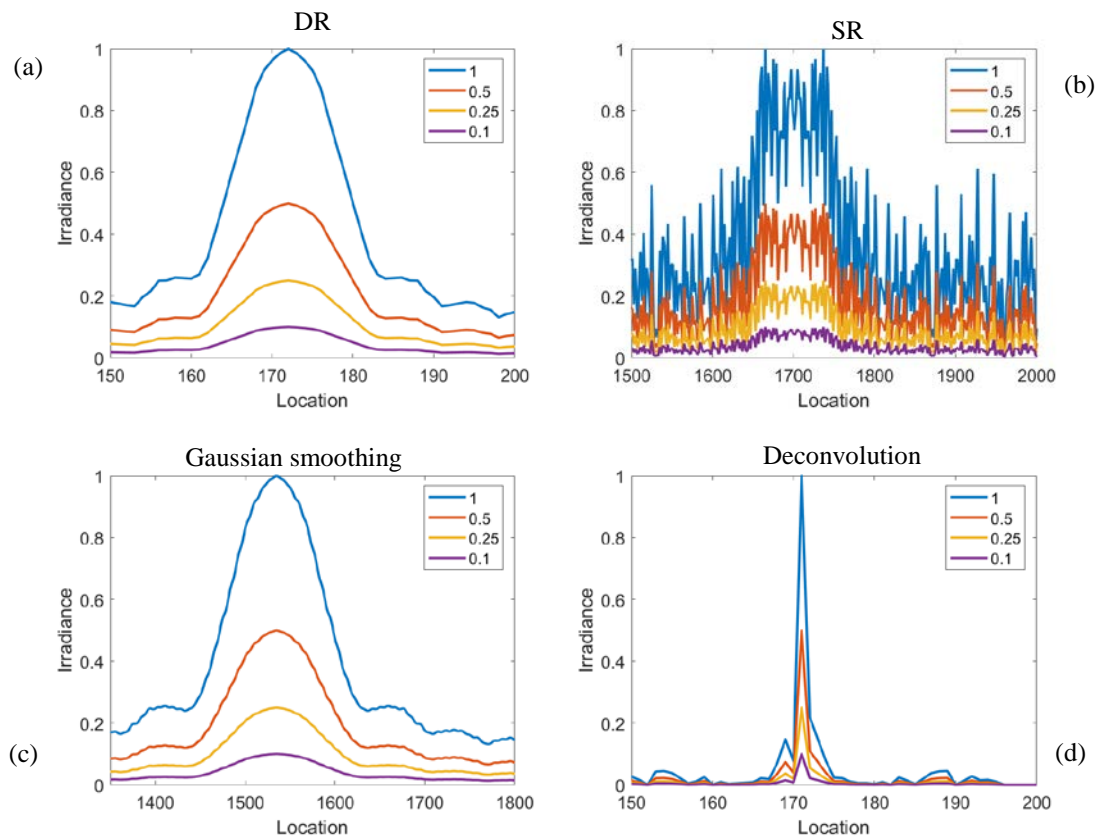 DR
(a)
1
0.8
0.6
0.4
0.2
0
Irradiance
150 160 170 180 190 200
Location
1
0.5
0.25
0.1
SR
(b)
1
0.8
0.6
0.4
0.2
0
Irradiance
1500 1600 1700 1800 1900 2000
Location
1
0.5
0.25
0.1
Gaussian smoothing
(c)
1
0.8
0.6
0.4
0.2
0
Irradiance
1400 1500 1600 1700 1800
Location
1
0.5
0.25
0.1
Deconvolution
(d)
1
0.8
0.6
0.4
0.2
0
Irradiance
150 160 170 180 190 200
Location
1
0.5
0.25
0.1